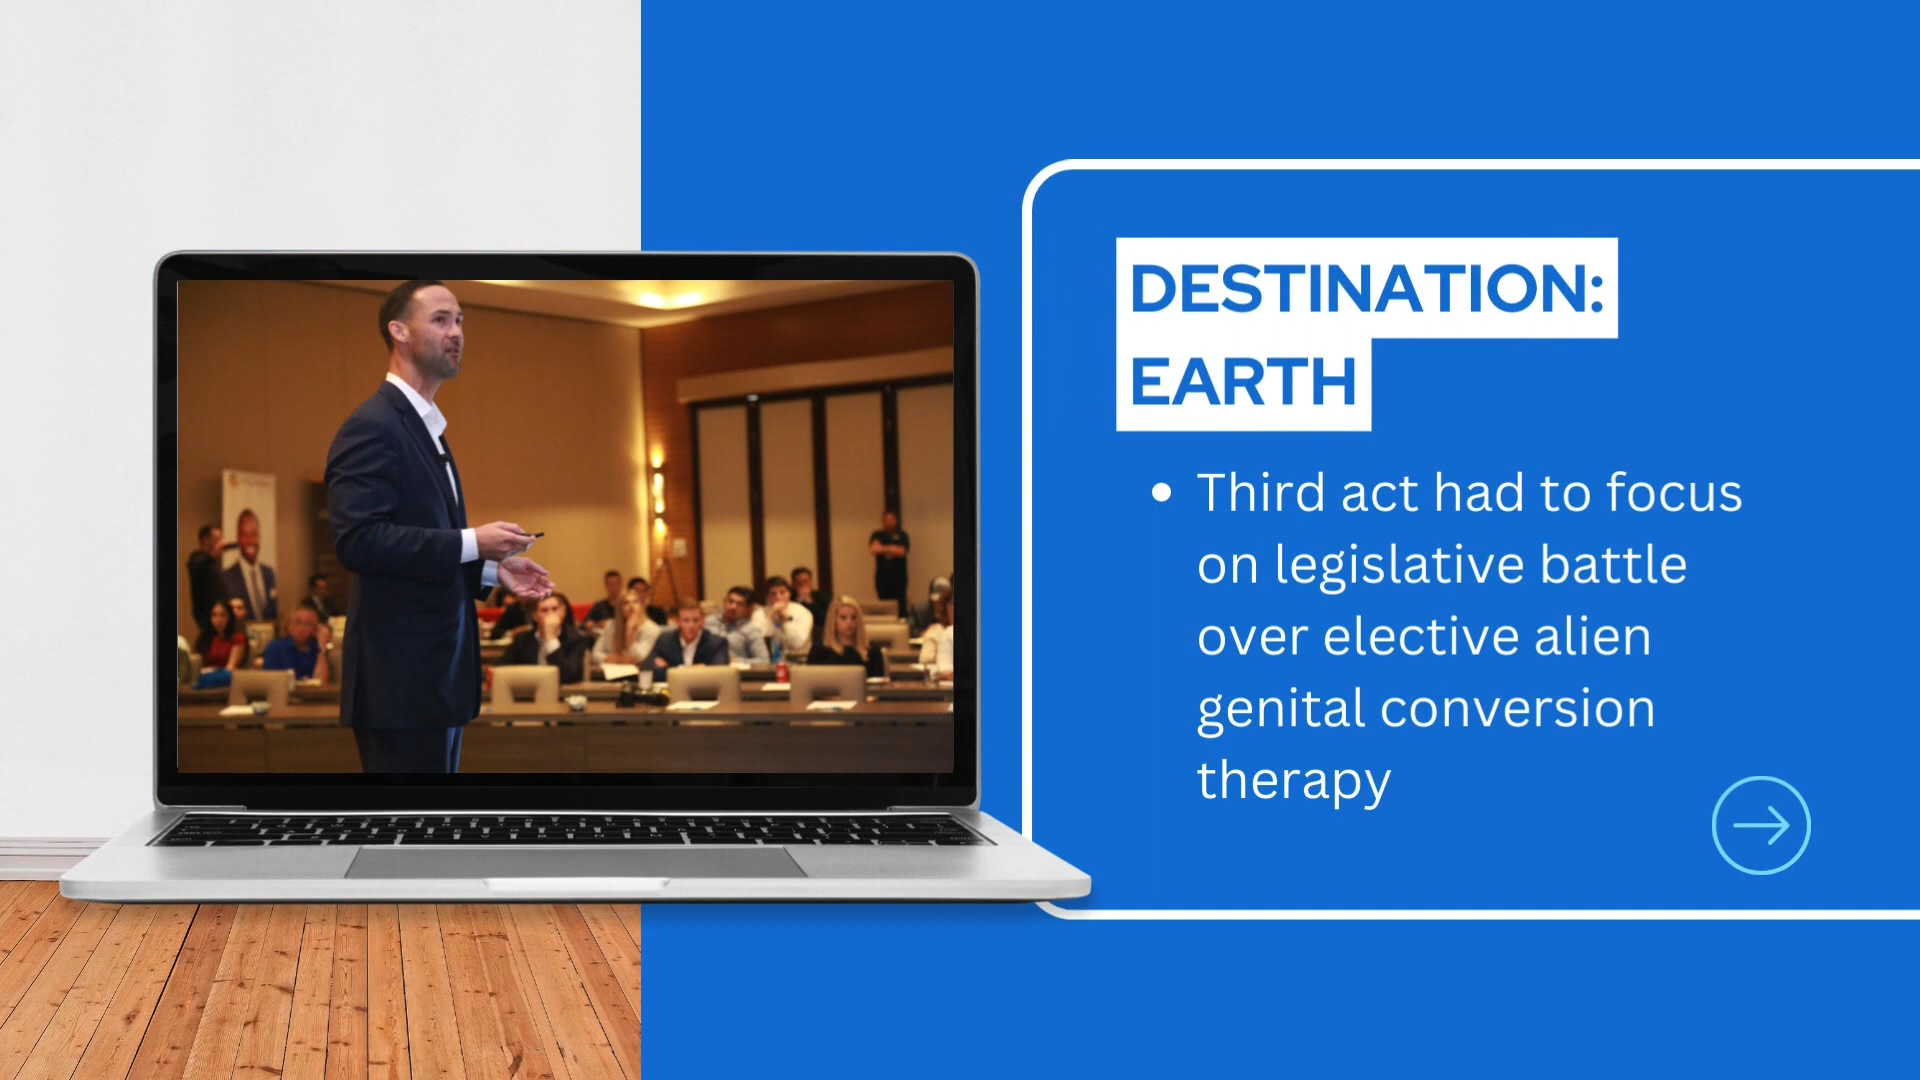 DESTINATION:
EARTH
Third act had to focus
on legislative battle
over elective alien
genital conversion
therapy